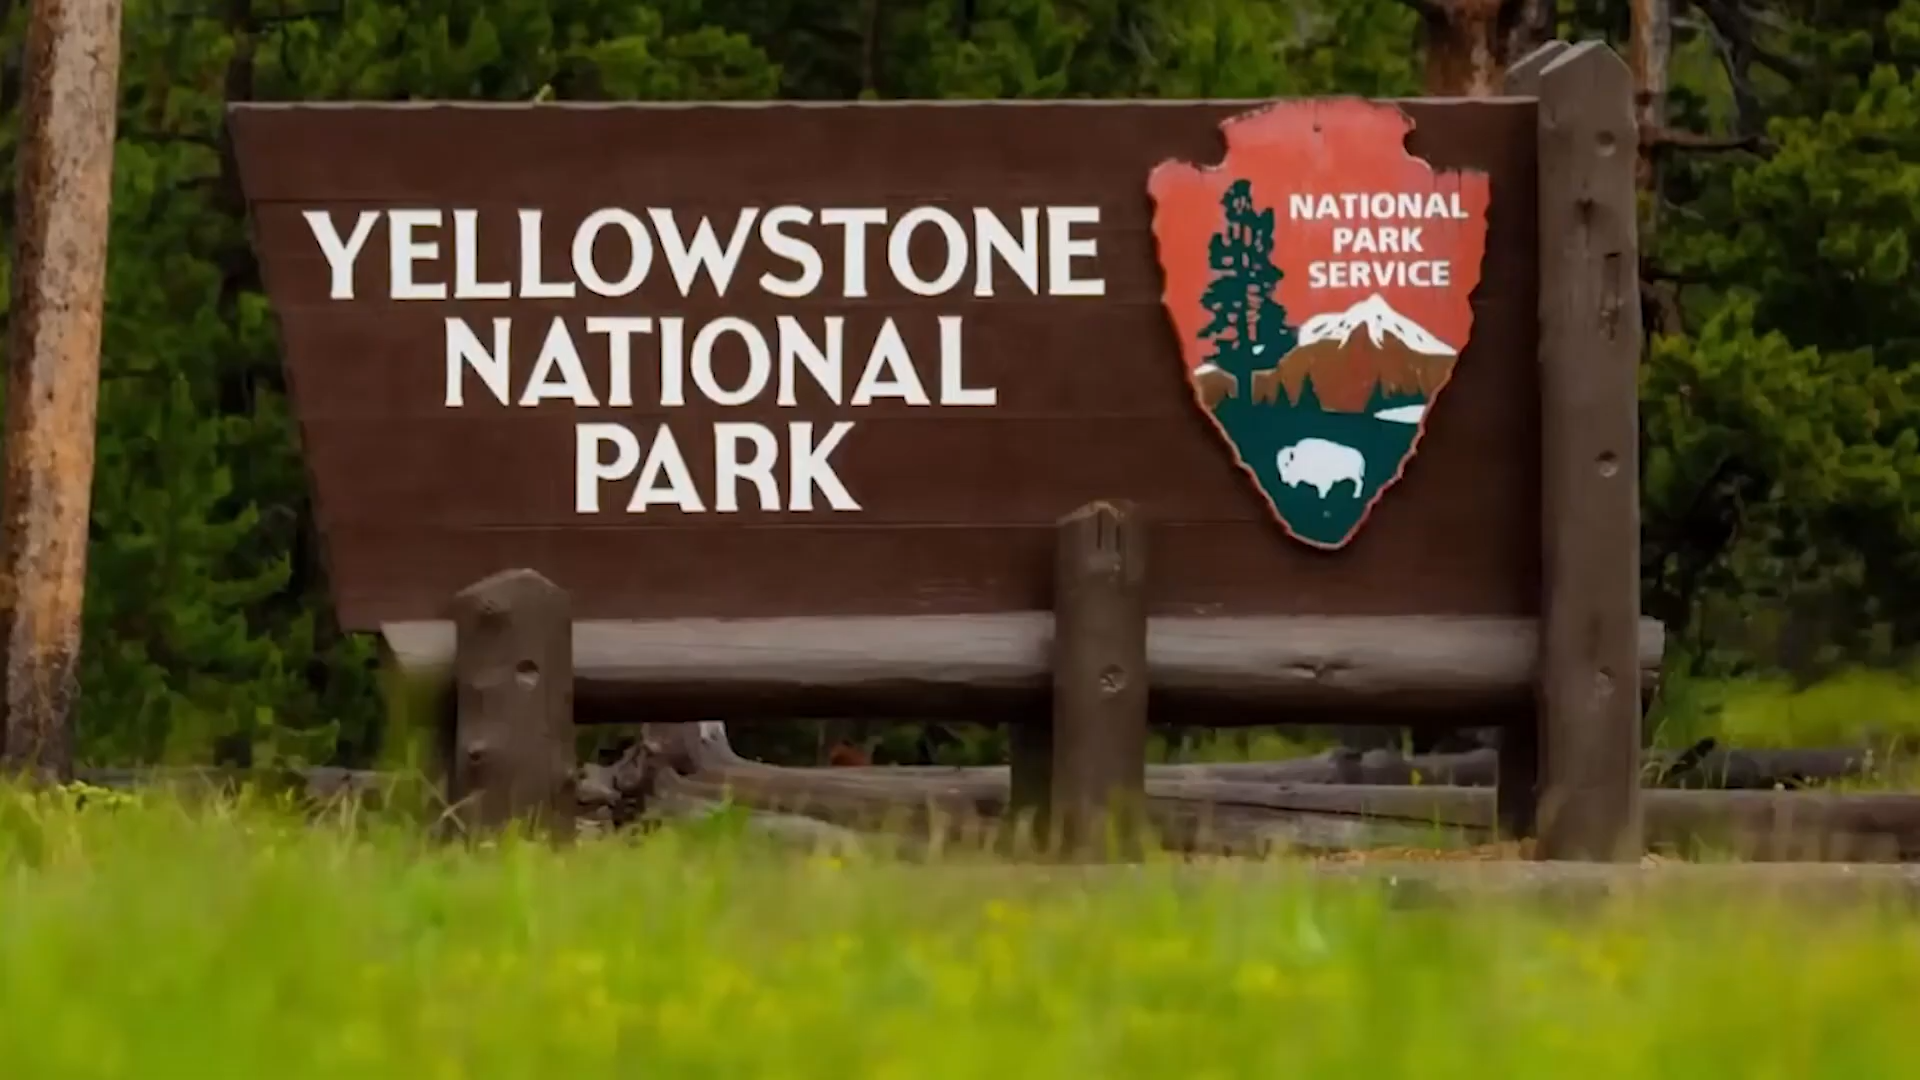 YELLOWSTONE
NATIONAL
PARK
NATIONAL
PARK
SERVICE